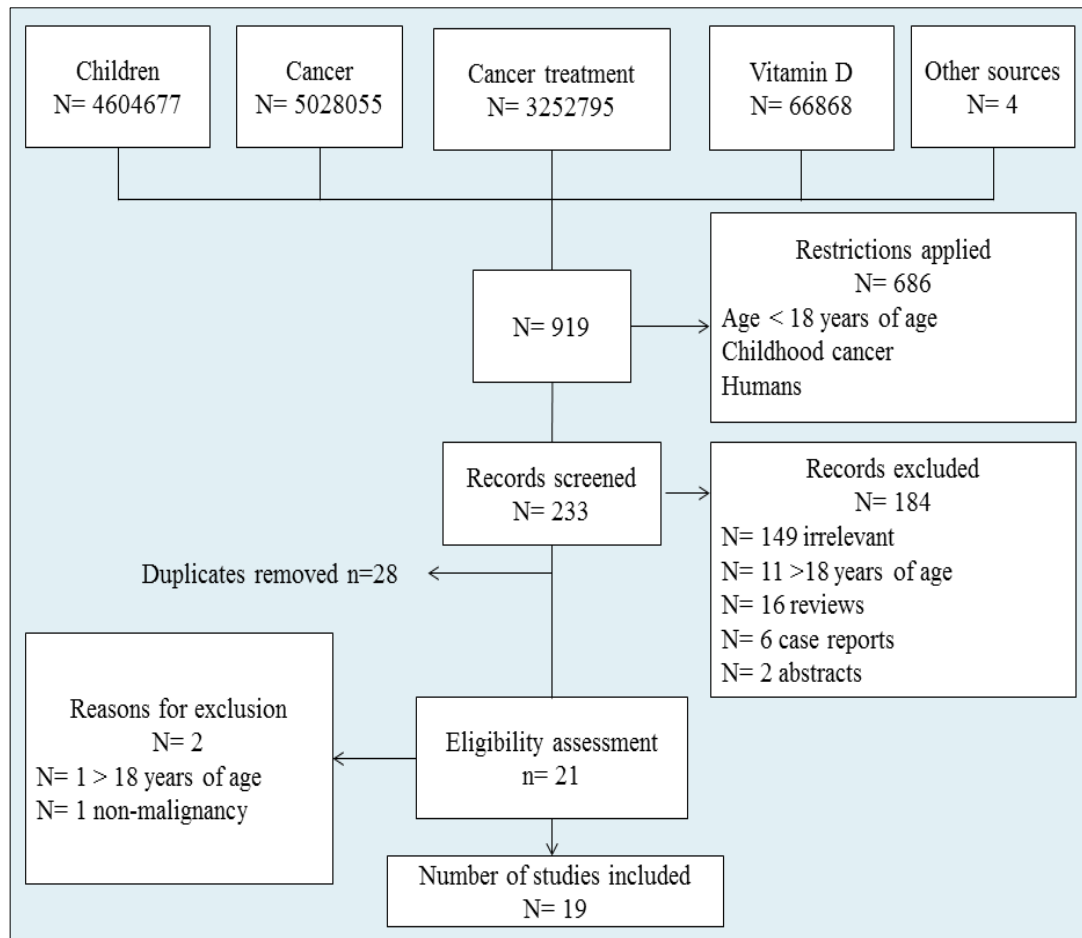 Children
N= 4604677
Cancer
N= 5028055
Cancer treatment
N= 3252795
Vitamin D
N= 66868
Other sources
N= 4
N= 919
Restrictions applied
N= 686
Age < 18 years of age
Childhood cancer
Humans
Records screened
N= 233
Records excluded
N= 184
N= 149 irrelevant
N= 11 >18 years of age
N= 16 reviews
N= 6 case reports
N= 2 abstracts
Duplicates removed n=28
Reasons for exclusion
N= 2
N= 1 > 18 years of age
N= 1 non-malignancy
Eligibility assessment
n= 21
Number of studies included
N= 19